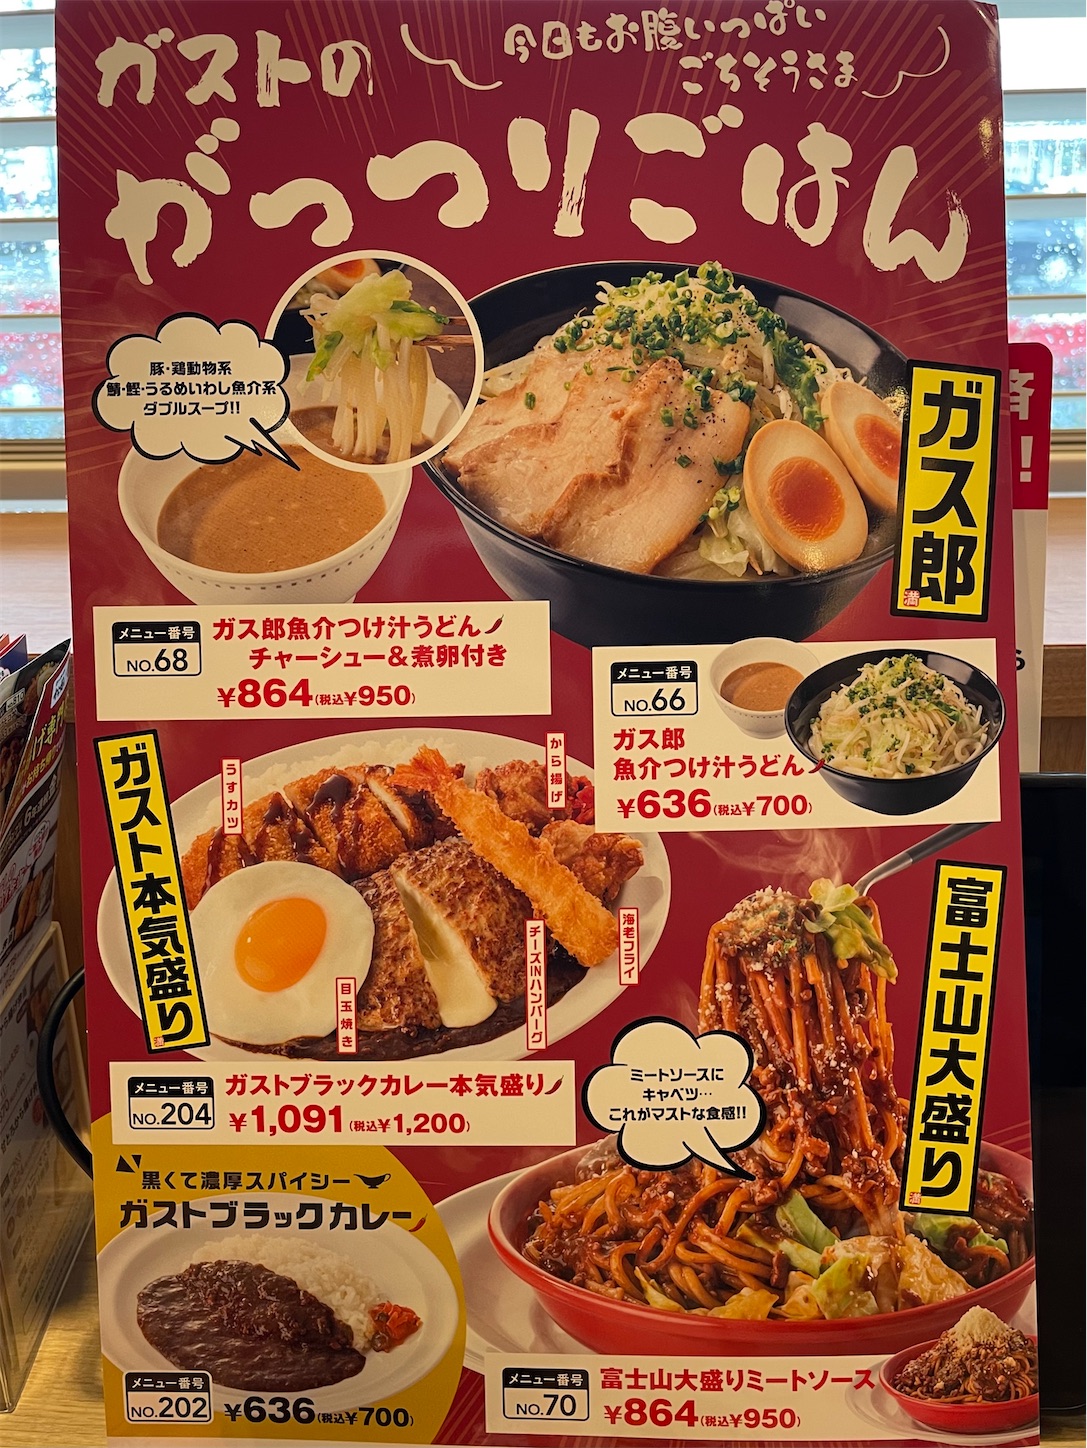 ガストの
今日もお腹いっぱい
ごちそうさま
がっつりごはん
豚・鶏動物系
鯖・鰹・うるめいわし魚介系
ダブルスープ!!
ガス郎
満
メニュー番号
NO.68
ガス郎魚介つけ汁うどん
チャーシュー&煮卵付き
¥864(税込¥950)
メニュー番号
NO.66
ガス郎
魚介つけ汁うどん
¥636(税込¥700)
ガスト本気盛り
満
うすカツ
から揚げ
海老フライ
チーズINハンバーグ
目玉焼き
メニュー番号
NO.204
ガストブラックカレー本気盛り
¥1,091(税込¥1,200)
富士山大盛り
満
ミートソースに
キャベツ…
これがマストな食感!!
黒くて濃厚スパイシー
ガストブラックカレー
メニュー番号
NO.202
¥636(税込¥700)
メニュー番号
NO.70
富士山大盛りミートソース
¥864(税込¥950)